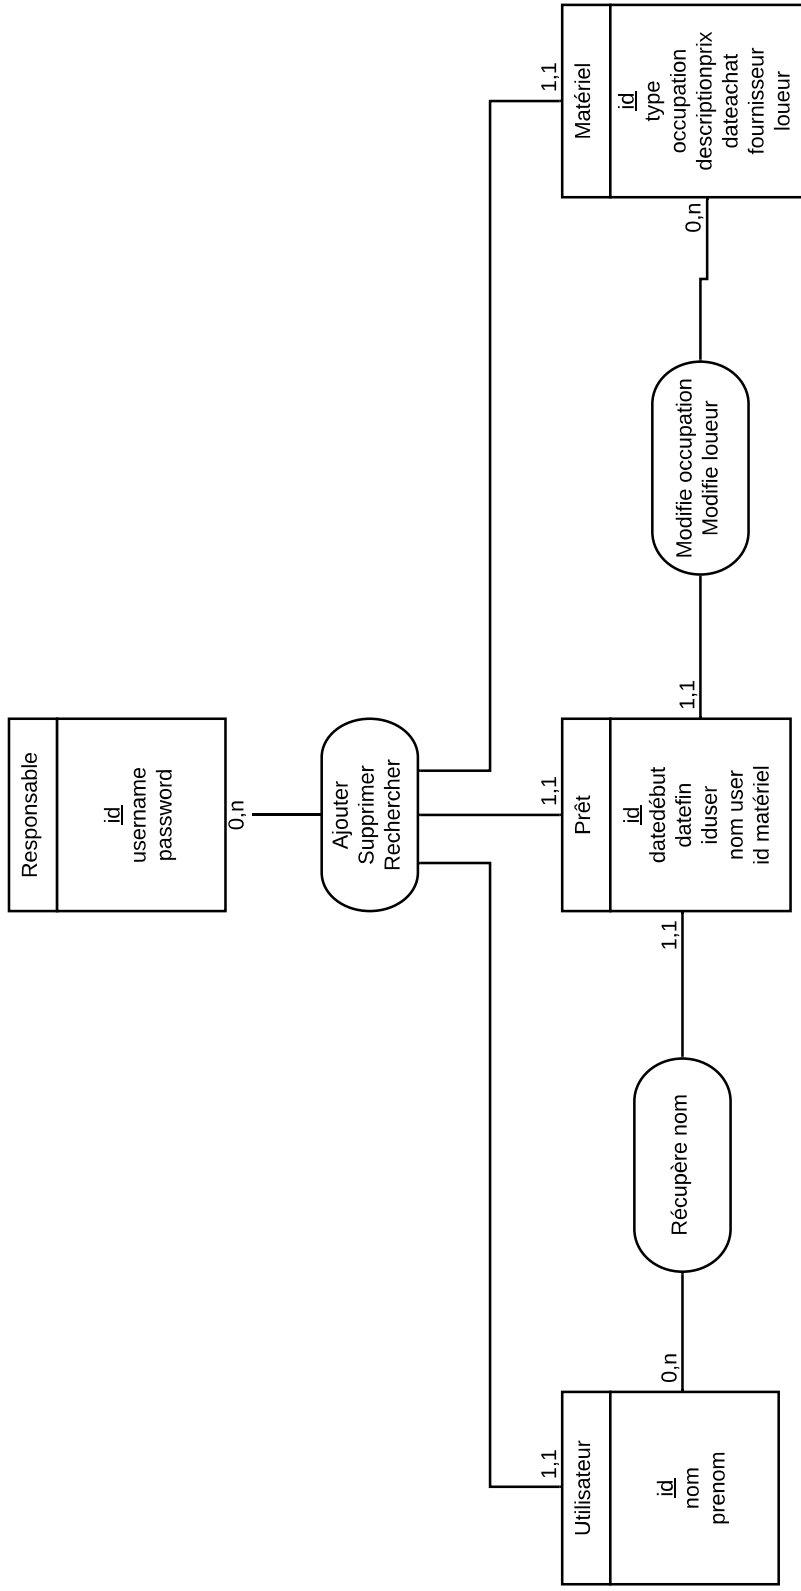 Responsable
id
username
password
0,n
Ajouter
Supprimer
Rechercher
1,1
1,1
1,1
Utilisateur
id
nom
prenom
0,n
Récupère nom
1,1
Prêt
id
datedébut
datefin
iduser
nom user
id matériel
1,1
Modifie occupation
Modifie loueur
0,n
Matériel
id
type
occupation
descriptionprix
dateachat
fournisseur
loueur